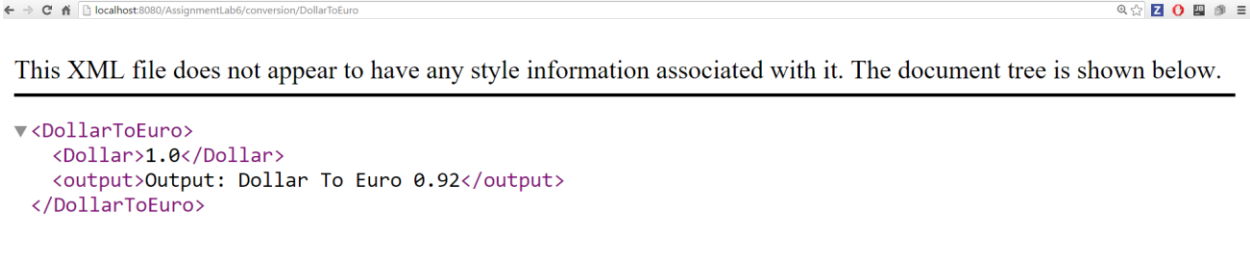 localhost:8080/AssignmentLab6/conversion/DollarToEuro
This XML file does not appear to have any style information associated with it. The document tree is shown below.
<DollarToEuro>
<Dollar>1.0</Dollar>
<output>Output: Dollar To Euro 0.92</output>
</DollarToEuro>